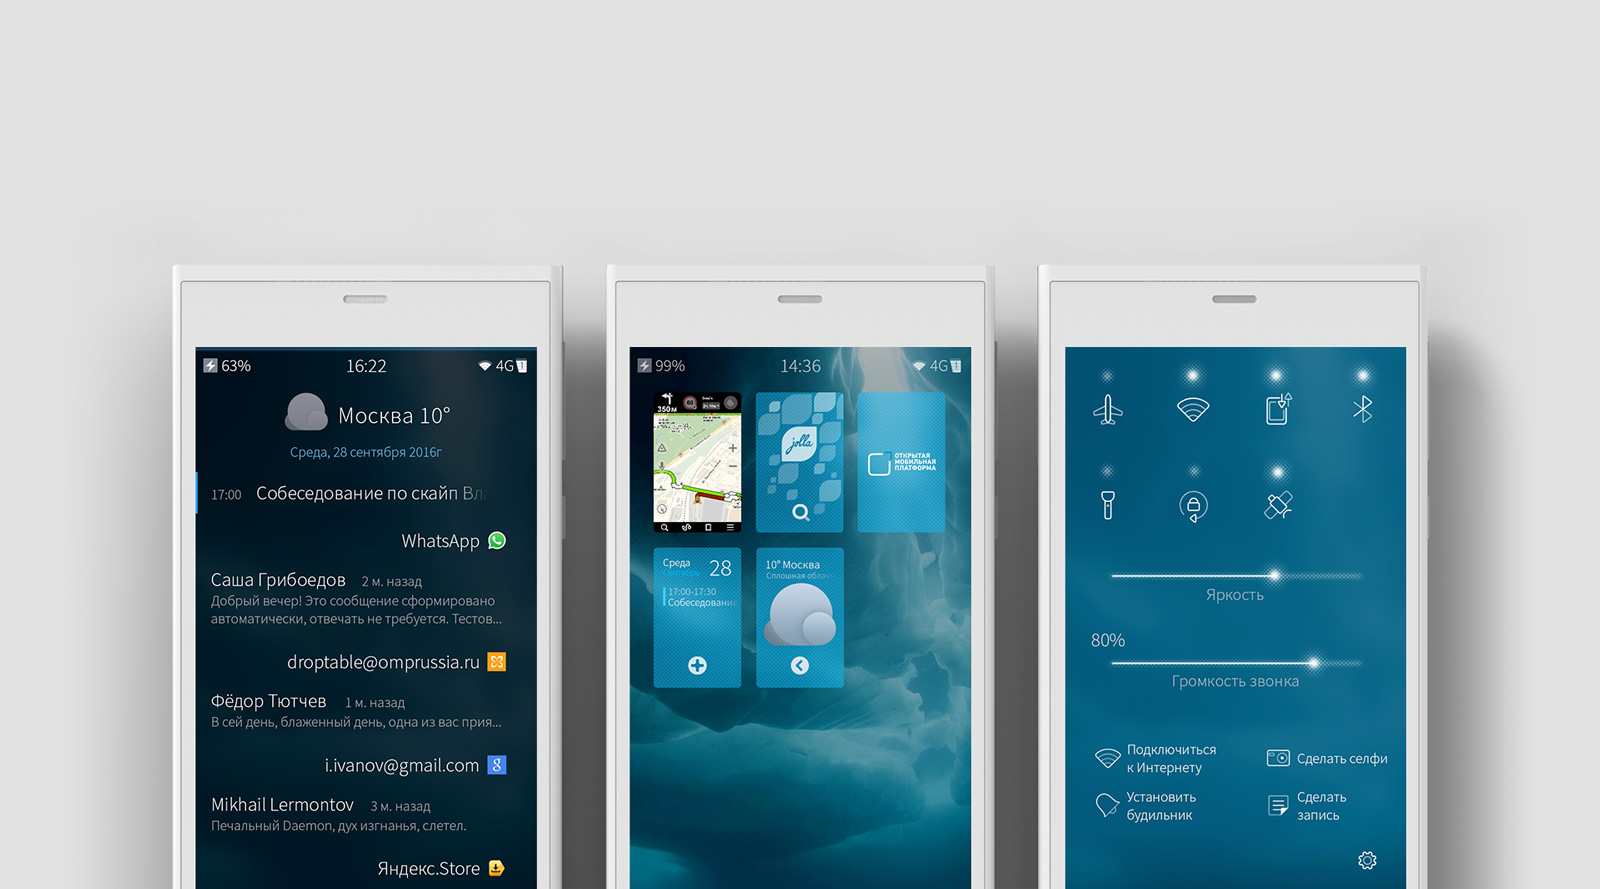 63%
16:22
4G
Москва 10°
Среда, 28 сентября 2016г
17:00 Собеседование по скайп Вла
WhatsApp
Саша Грибоедов 2 м. назад
Добрый вечер! Это сообщение сформировано
автоматически, отвечать не требуется. Тестов...
droptable@omprussia.ru
Фёдор Тютчев 1 м. назад
В сей день, блаженный день, одна из вас прия...
i.ivanov@gmail.com
Mikhail Lermontov 3 м. назад
Печальный Daemon, дух изгнанья, слетел.
Яндекс.Store
99%
14:36
4G
350 м
60
jolla
ОТКРЫТАЯ
МОБИЛЬНАЯ
ПЛАТФОРМА
Среда 28
Сентябрь
17:00-17:30
Собеседовани
10° Москва
Сплошная облач
Яркость
80%
Громкость звонка
Подключиться
к Интернету
Сделать селфи
Установить
будильник
Сделать
запись